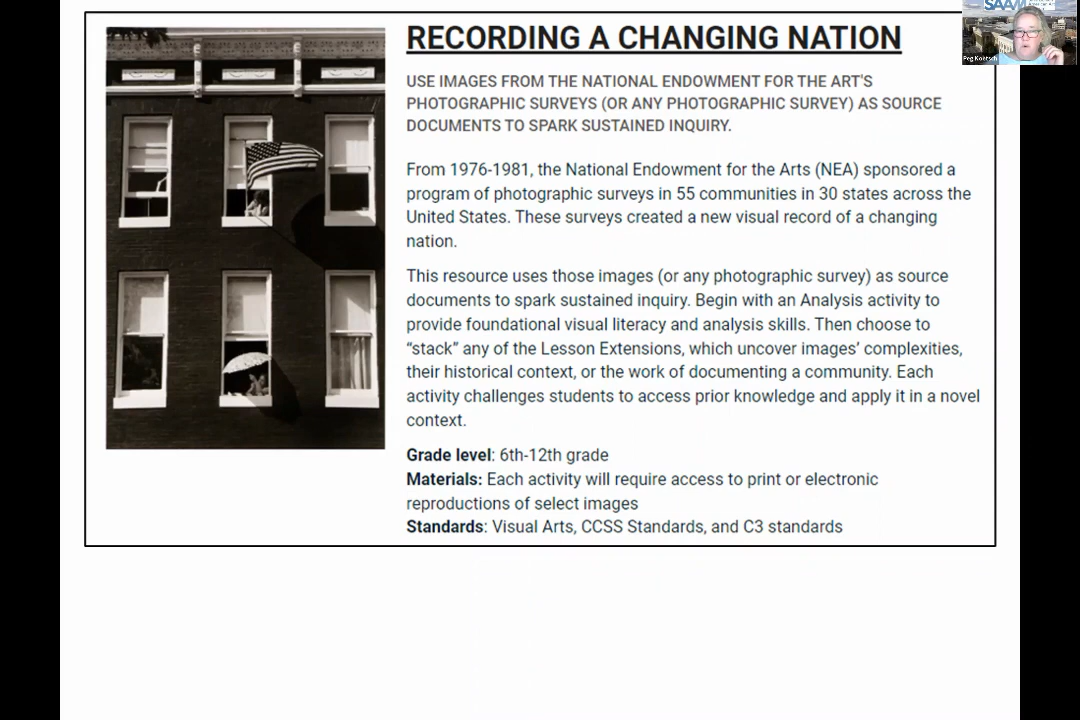 RECORDING A CHANGING NATION
USE IMAGES FROM THE NATIONAL ENDOWMENT FOR THE ART'S
PHOTOGRAPHIC SURVEYS (OR ANY PHOTOGRAPHIC SURVEY) AS SOURCE
DOCUMENTS TO SPARK SUSTAINED INQUIRY.
From 1976-1981, the National Endowment for the Arts (NEA) sponsored a
program of photographic surveys in 55 communities in 30 states across the
United States. These surveys created a new visual record of a changing
nation.
This resource uses those images (or any photographic survey) as source
documents to spark sustained inquiry. Begin with an Analysis activity to
provide foundational visual literacy and analysis skills. Then choose to
“stack” any of the Lesson Extensions, which uncover images’ complexities,
their historical context, or the work of documenting a community. Each
activity challenges students to access prior knowledge and apply it in a novel
context.
Grade level: 6th-12th grade
Materials: Each activity will require access to print or electronic
reproductions of select images
Standards: Visual Arts, CCSS Standards, and C3 standards
SAAM
Peg Koetsch